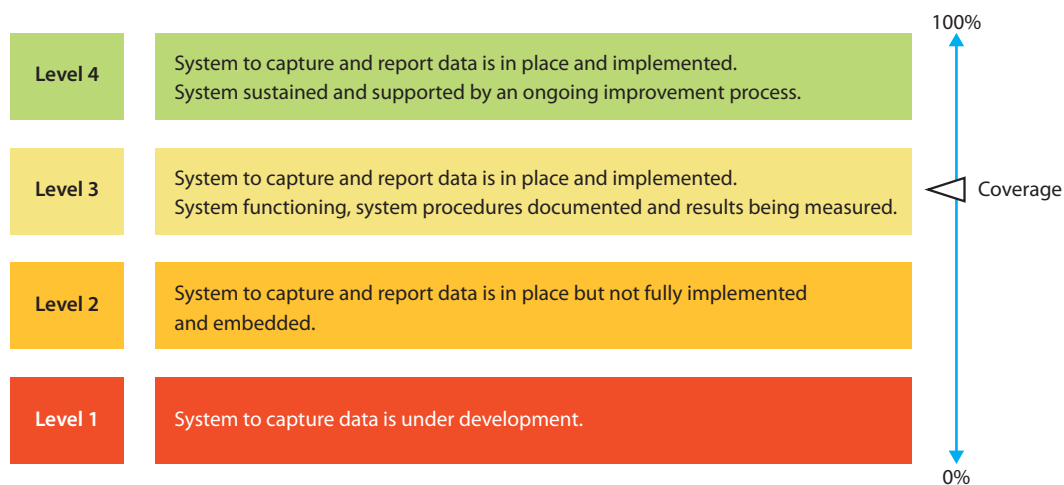 100%
Level 4
System to capture and report data is in place and implemented.
System sustained and supported by an ongoing improvement process.
Level 3
System to capture and report data is in place and implemented.
System functioning, system procedures documented and results being measured.
Coverage
Level 2
System to capture and report data is in place but not fully implemented
and embedded.
Level 1
System to capture data is under development.
0%